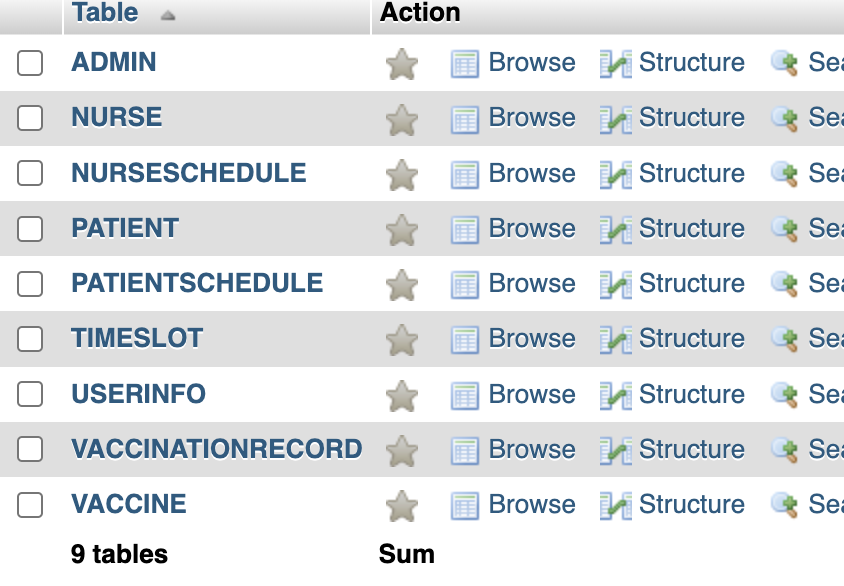 Table Action
ADMIN Browse Structure Sea
NURSE Browse Structure Sea
NURSESCHEDULE Browse Structure Sea
PATIENT Browse Structure Sea
PATIENTSCHEDULE Browse Structure Sea
TIMESLOT Browse Structure Sea
USERINFO Browse Structure Sea
VACCINATIONRECORD Browse Structure Sea
VACCINE Browse Structure Sea
9 tables Sum